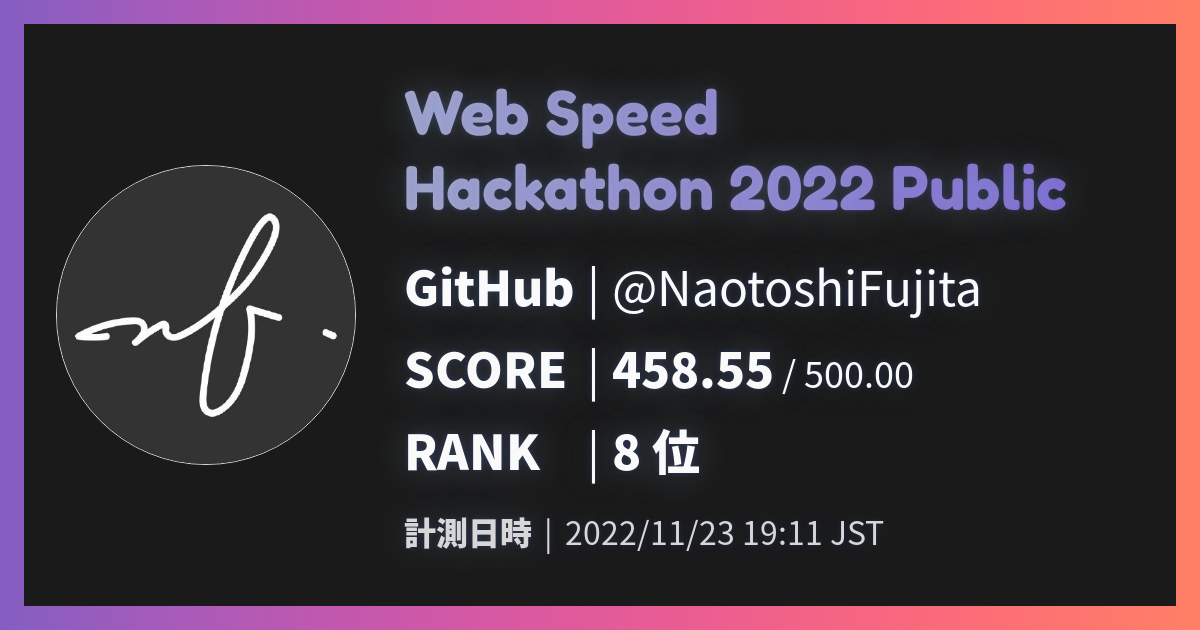 Web Speed
Hackathon 2022 Public
GitHub | @NaotoshiFujita
SCORE | 458.55 / 500.00
RANK | 8 位
計測日時 | 2022/11/23 19:11 JST
nf.